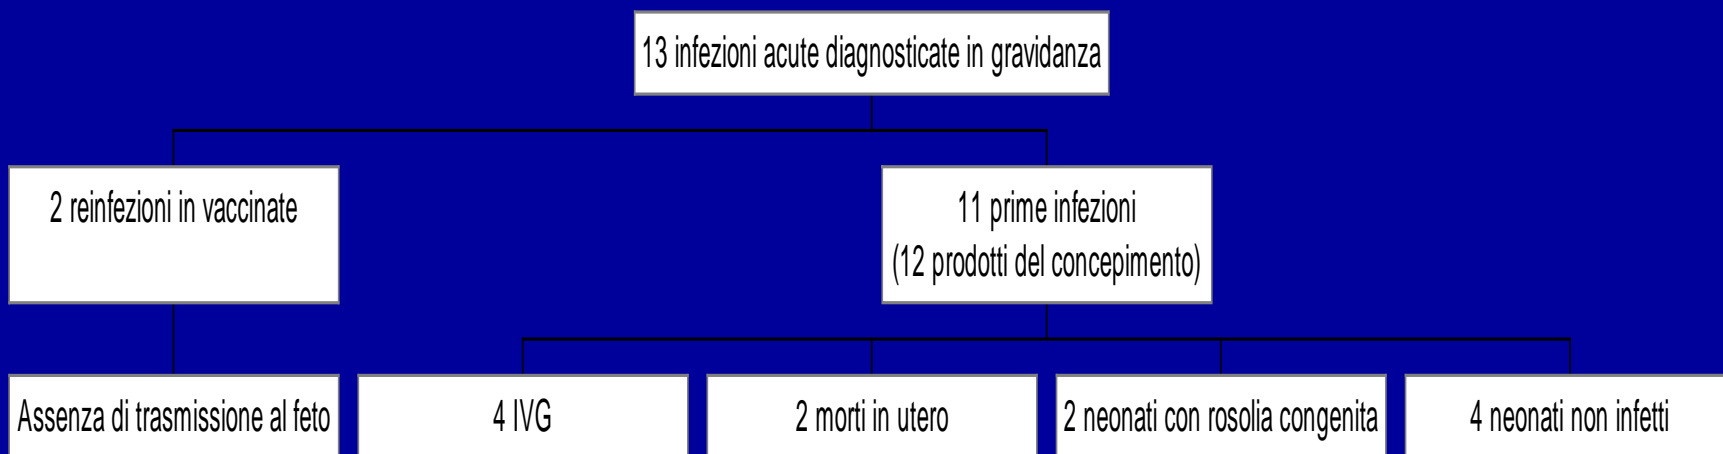 13 infezioni acute diagnosticate in gravidanza
2 reinfezioni in vaccinate
11 prime infezioni
(12 prodotti del concepimento)
Assenza di trasmissione al feto
4 IVG
2 morti in utero
2 neonati con rosolia congenita
4 neonati non infetti